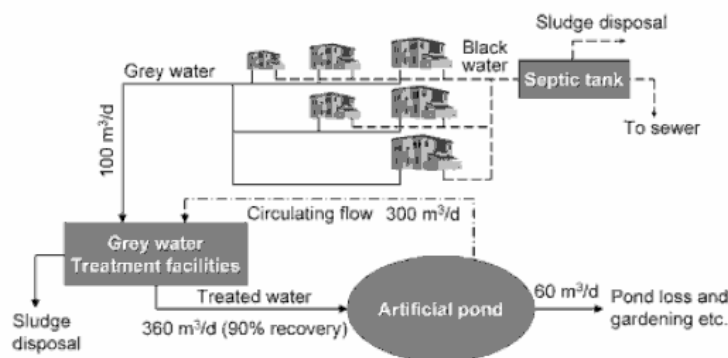 Sludge disposal
Black
water
Grey water
Septic tank
To sewer
100 m³/d
Circulating flow 300 m³/d
Grey water
Treatment facilities
Treated water
360 m³/d (90% recovery)
Artificial pond
60 m³/d
Pond loss and
gardening etc.
Sludge
disposal